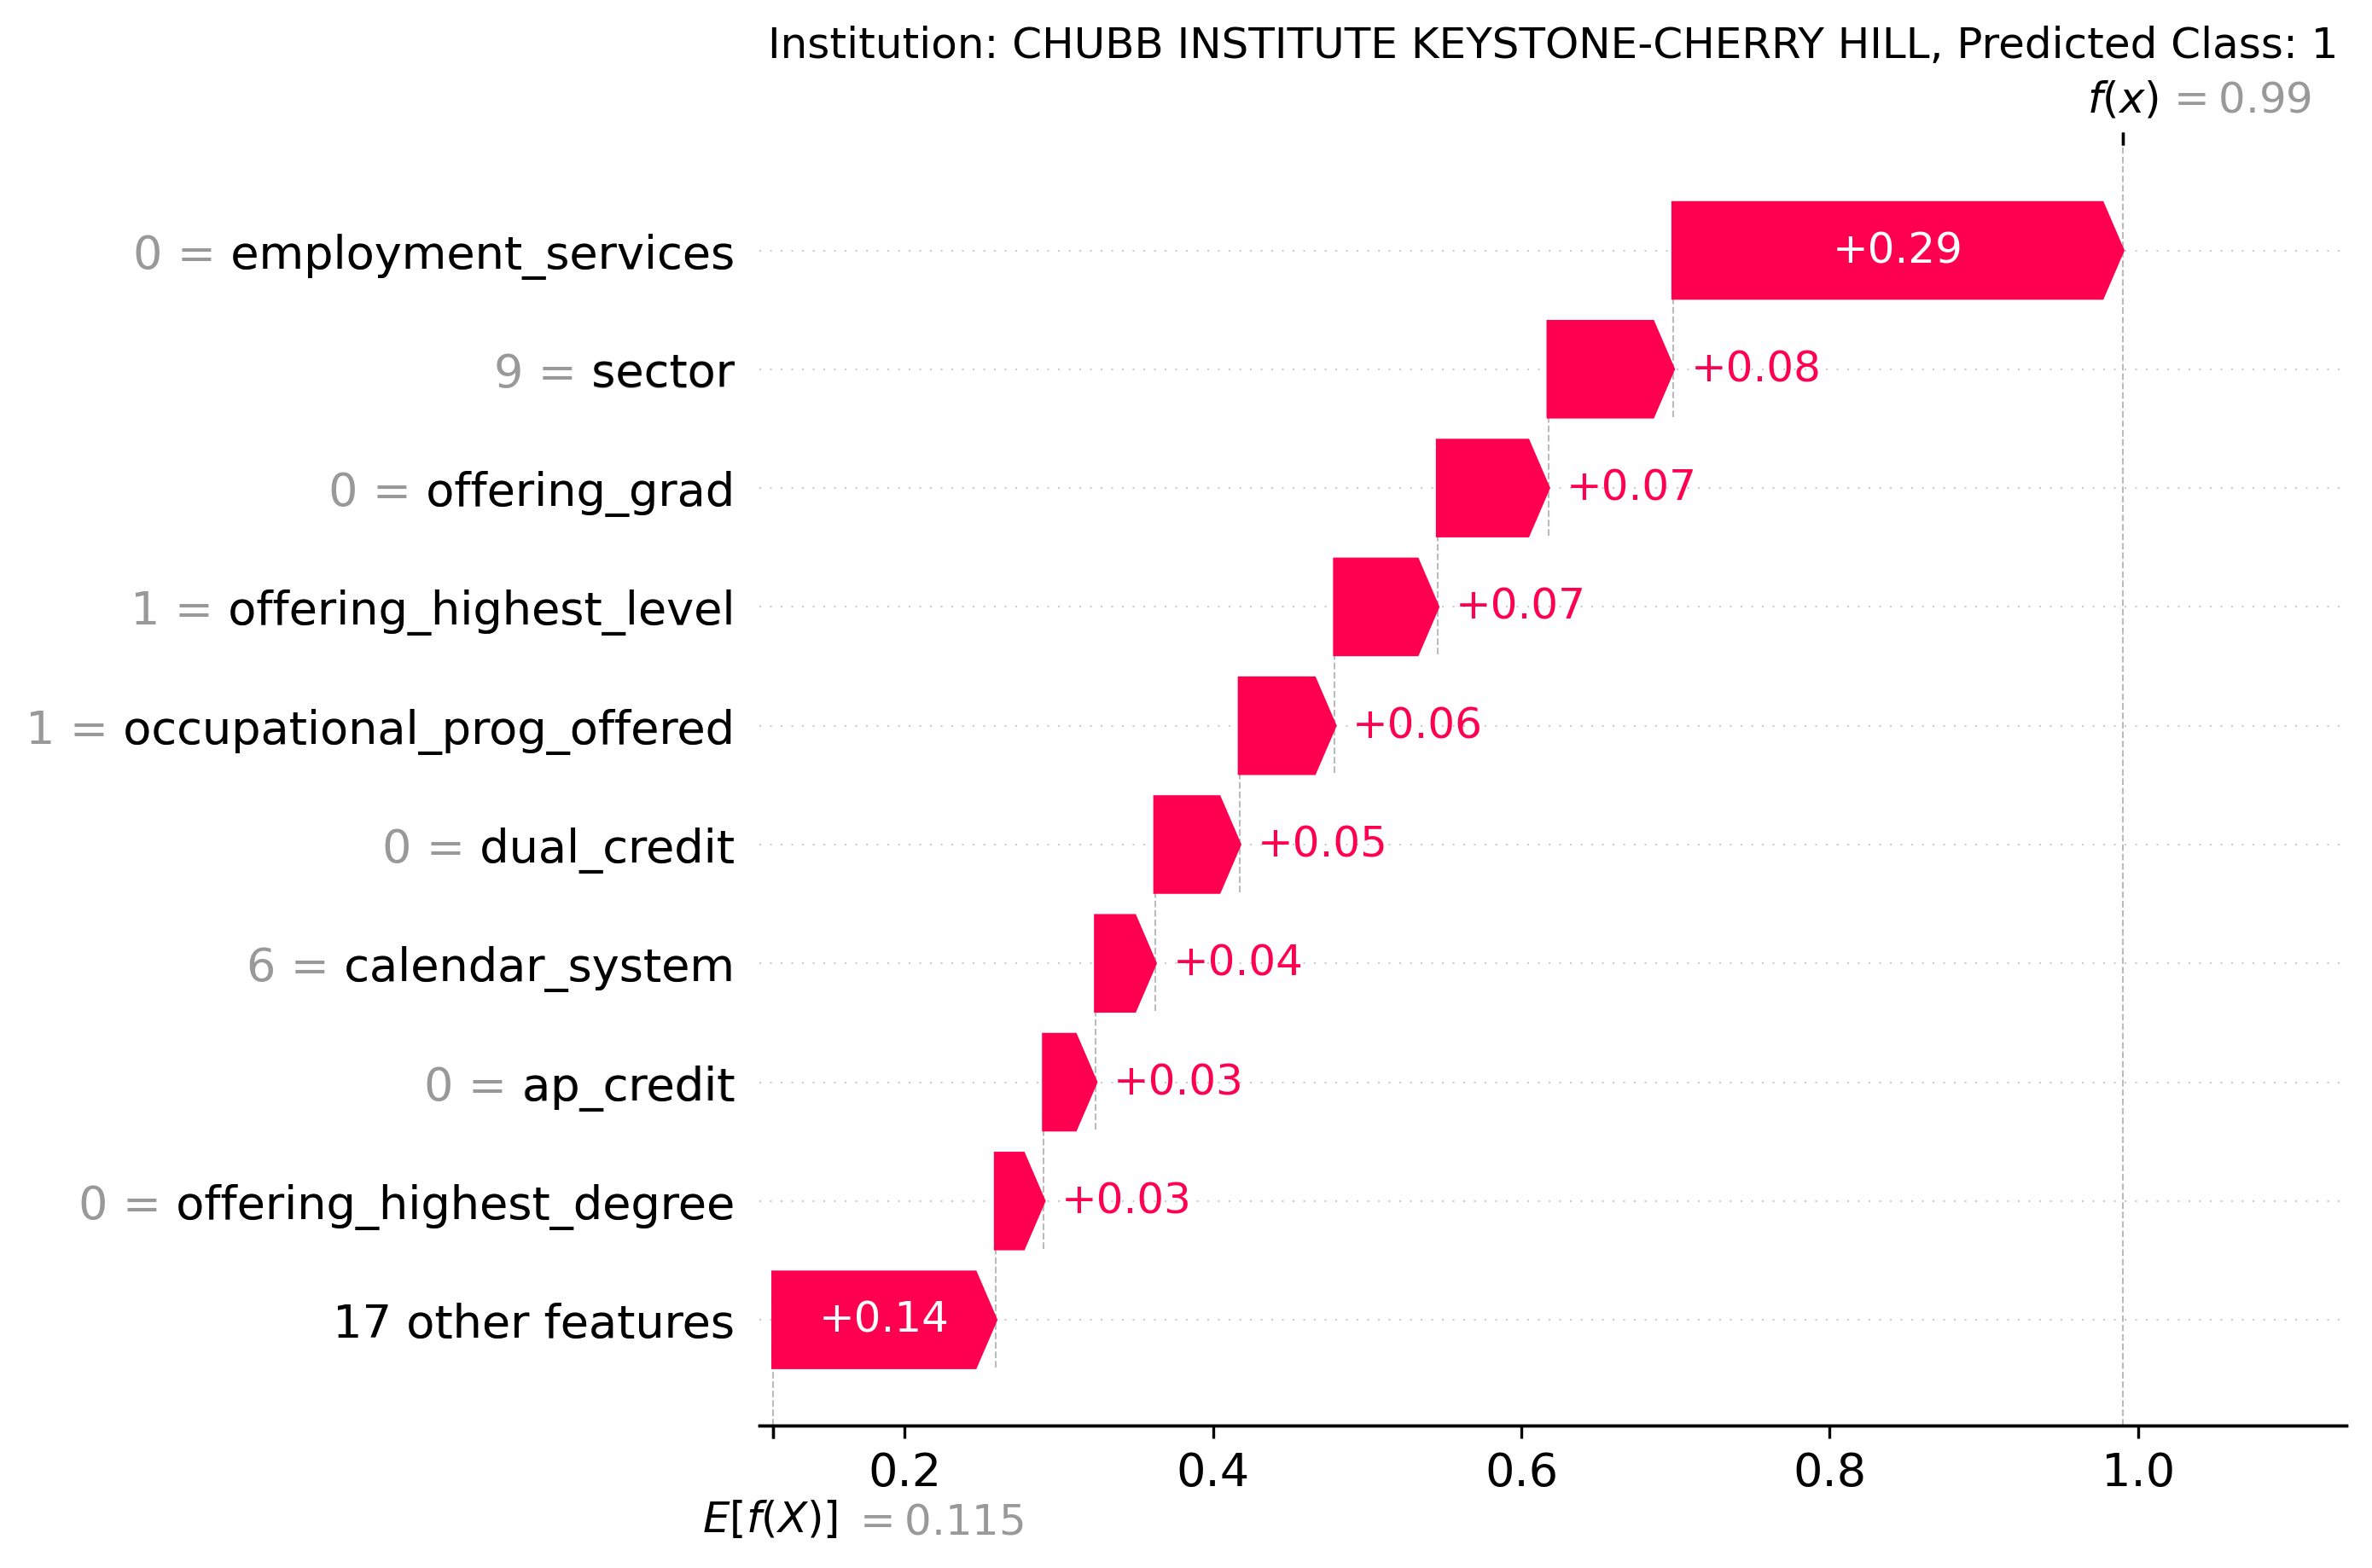 Institution: CHUBB INSTITUTE KEYSTONE-CHERRY HILL, Predicted Class: 1
f(x) = 0.99
0 = employment_services +0.29
9 = sector +0.08
0 = offering_grad +0.07
1 = offering_highest_level +0.07
1 = occupational_prog_offered +0.06
0 = dual_credit +0.05
6 = calendar_system +0.04
0 = ap_credit +0.03
0 = offering_highest_degree +0.03
17 other features +0.14
0.2 0.4 0.6 0.8 1.0
E[f(X)] = 0.115